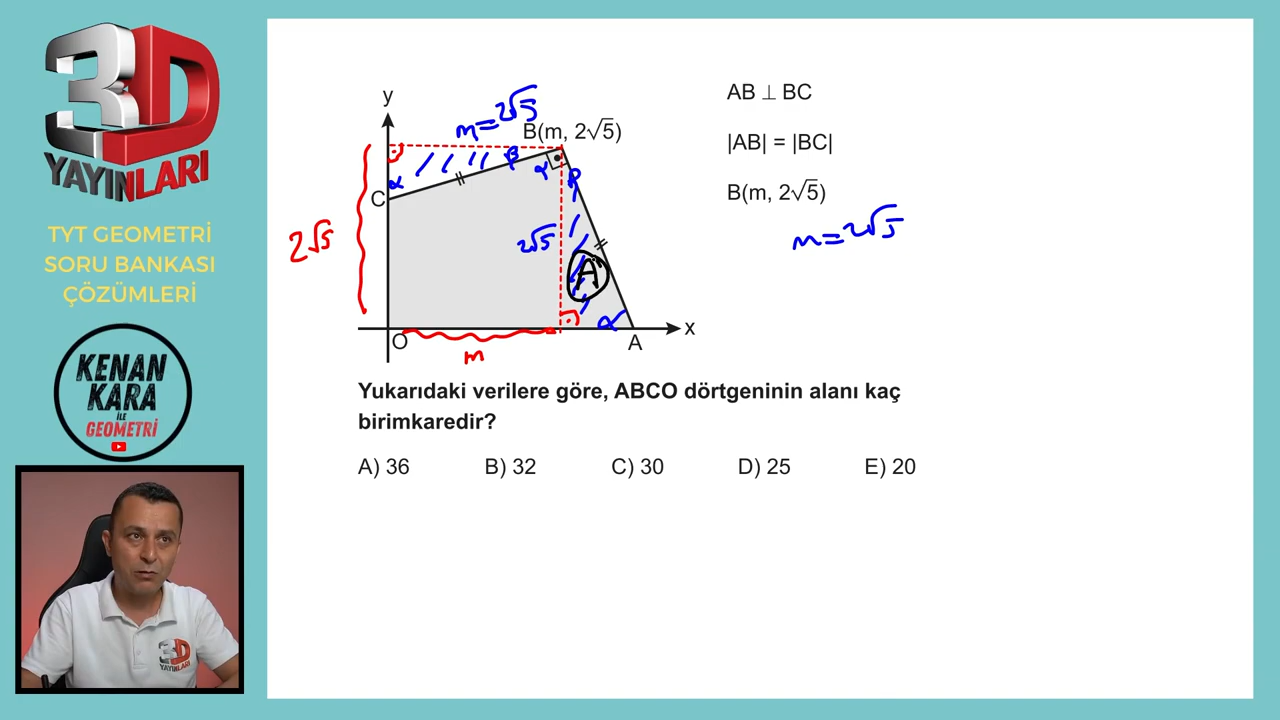 3D
YAYINLARI
TYT GEOMETRİ
SORU BANKASI
ÇÖZÜMLERİ
KENAN
KARA
İLE
GEOMETRİ
3D
YAYINLARI
y
m=2√5
B(m, 2√5)
β
α
α
β
C
2√5
2√5
A
α
O
A
x
m
AB ⊥ BC
|AB| = |BC|
B(m, 2√5)
m=2√5
Yukarıdaki verilere göre, ABCO dörtgeninin alanı kaç
birimkaredir?
A) 36 B) 32 C) 30 D) 25 E) 20